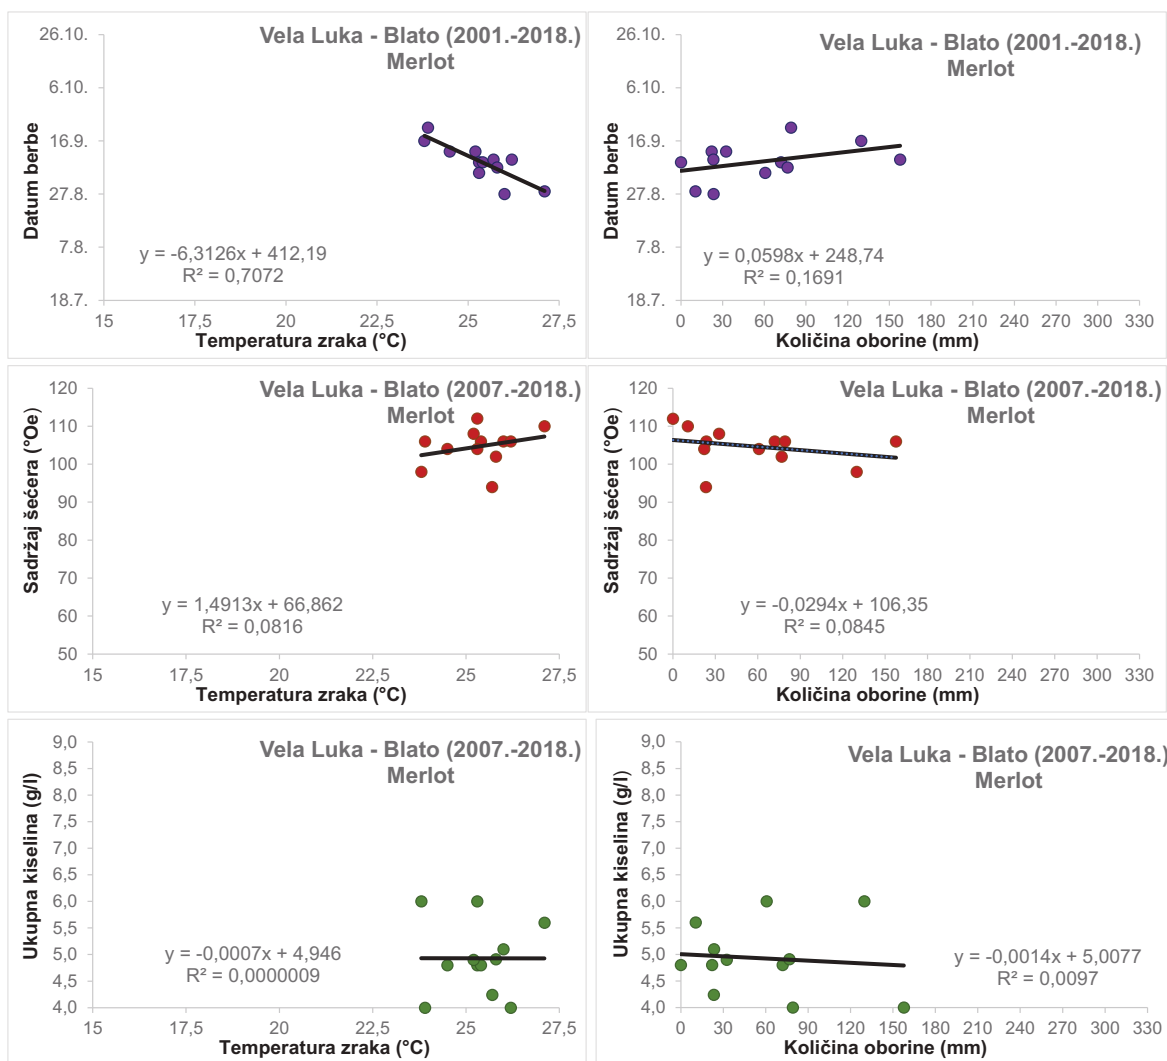 Vela Luka - Blato (2001.-2018.)
Merlot
Datum berbe
26.10.
6.10.
16.9.
27.8.
7.8.
18.7.
y = -6,3126x + 412,19
R² = 0,7072
15 17,5 20 22,5 25 27,5
Temperatura zraka (°C)
Vela Luka - Blato (2001.-2018.)
Merlot
Datum berbe
y = 0,0598x + 248,74
R² = 0,1691
0 30 60 90 120 150 180 210 240 270 300 330
Količina oborine (mm)
Vela Luka - Blato (2007.-2018.)
Merlot
Sadržaj šećera (°Oe)
120
110
100
90
80
70
60
50
y = 1,4913x + 66,862
R² = 0,0816
15 17,5 20 22,5 25 27,5
Temperatura zraka (°C)
Vela Luka - Blato (2007.-2018.)
Merlot
Sadržaj šećera (°Oe)
120
110
100
90
80
70
60
50
y = -0,0294x + 106,35
R² = 0,0845
0 30 60 90 120 150 180 210 240 270 300 330
Količina oborine (mm)
Vela Luka - Blato (2007.-2018.)
Merlot
Ukupna kiselina (g/l)
9,0
8,5
8,0
7,5
7,0
6,5
6,0
5,5
5,0
4,5
4,0
y = -0,0007x + 4,946
R² = 0,0000009
15 17,5 20 22,5 25 27,5
Temperatura zraka (°C)
Vela Luka - Blato (2007.-2018.)
Merlot
Ukupna kiselina (g/l)
9,0
8,5
8,0
7,5
7,0
6,5
6,0
5,5
5,0
4,5
4,0
y = -0,0014x + 5,0077
R² = 0,0097
0 30 60 90 120 150 180 210 240 270 300 330
Količina oborine (mm)